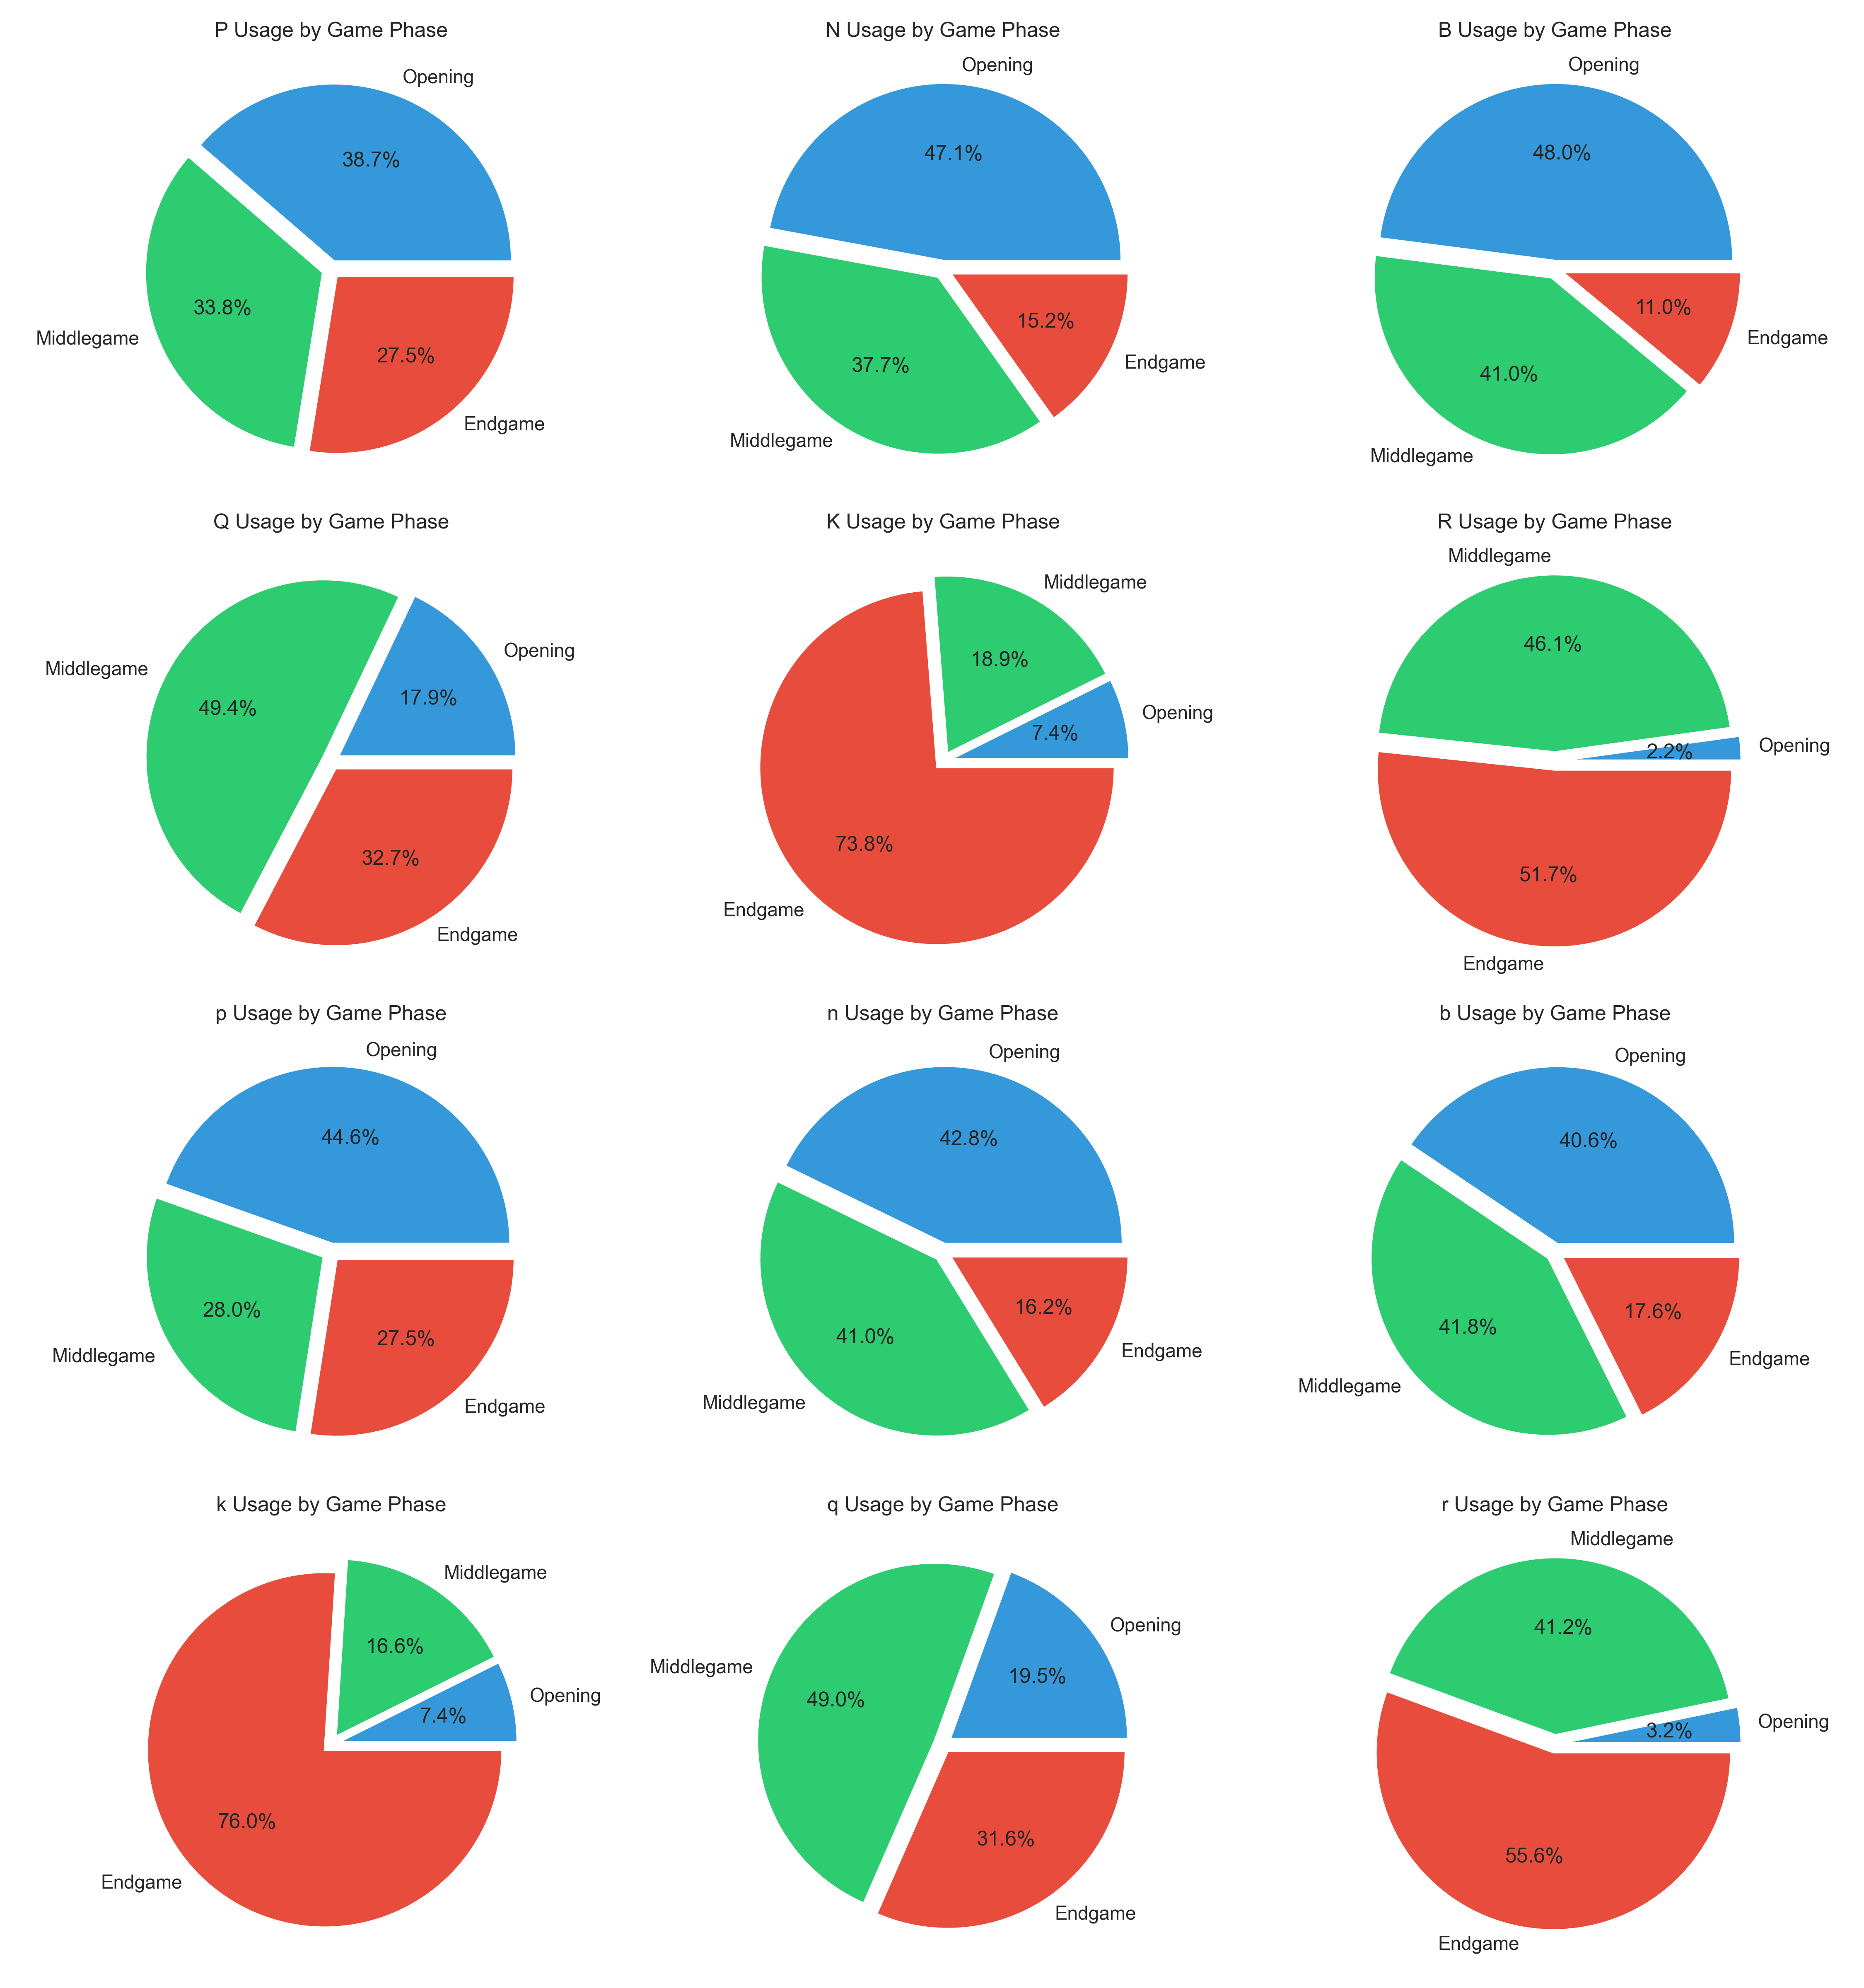 P Usage by Game Phase
Opening
38.7%
Middlegame
33.8%
Endgame
27.5%
N Usage by Game Phase
Opening
47.1%
Middlegame
37.7%
Endgame
15.2%
B Usage by Game Phase
Opening
48.0%
Middlegame
41.0%
Endgame
11.0%
Q Usage by Game Phase
Opening
17.9%
Middlegame
49.4%
Endgame
32.7%
K Usage by Game Phase
Middlegame
18.9%
Opening
7.4%
Endgame
73.8%
R Usage by Game Phase
Middlegame
46.1%
Opening
2.2%
Endgame
51.7%
p Usage by Game Phase
Opening
44.6%
Middlegame
28.0%
Endgame
27.5%
n Usage by Game Phase
Opening
42.8%
Middlegame
41.0%
Endgame
16.2%
b Usage by Game Phase
Opening
40.6%
Middlegame
41.8%
Endgame
17.6%
k Usage by Game Phase
Middlegame
16.6%
Opening
7.4%
Endgame
76.0%
q Usage by Game Phase
Opening
19.5%
Middlegame
49.0%
Endgame
31.6%
r Usage by Game Phase
Middlegame
41.2%
Opening
3.2%
Endgame
55.6%